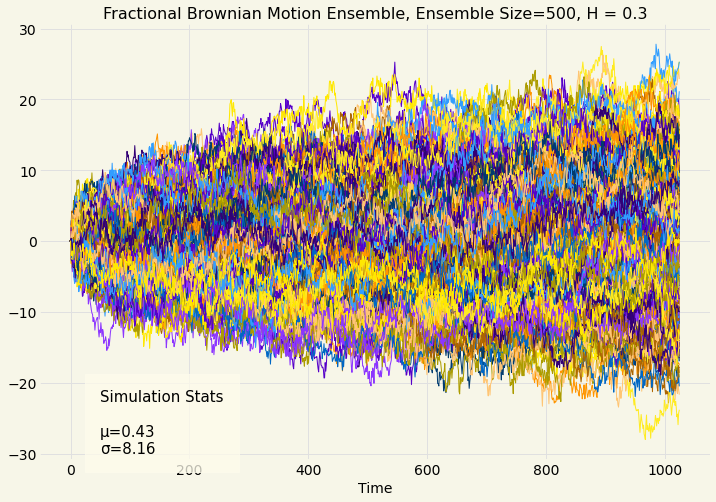 Fractional Brownian Motion Ensemble, Ensemble Size=500, H = 0.3
30
20
10
0
−10
−20
−30
Simulation Stats
μ=0.43
σ=8.16
0 200 400 600 800 1000
Time